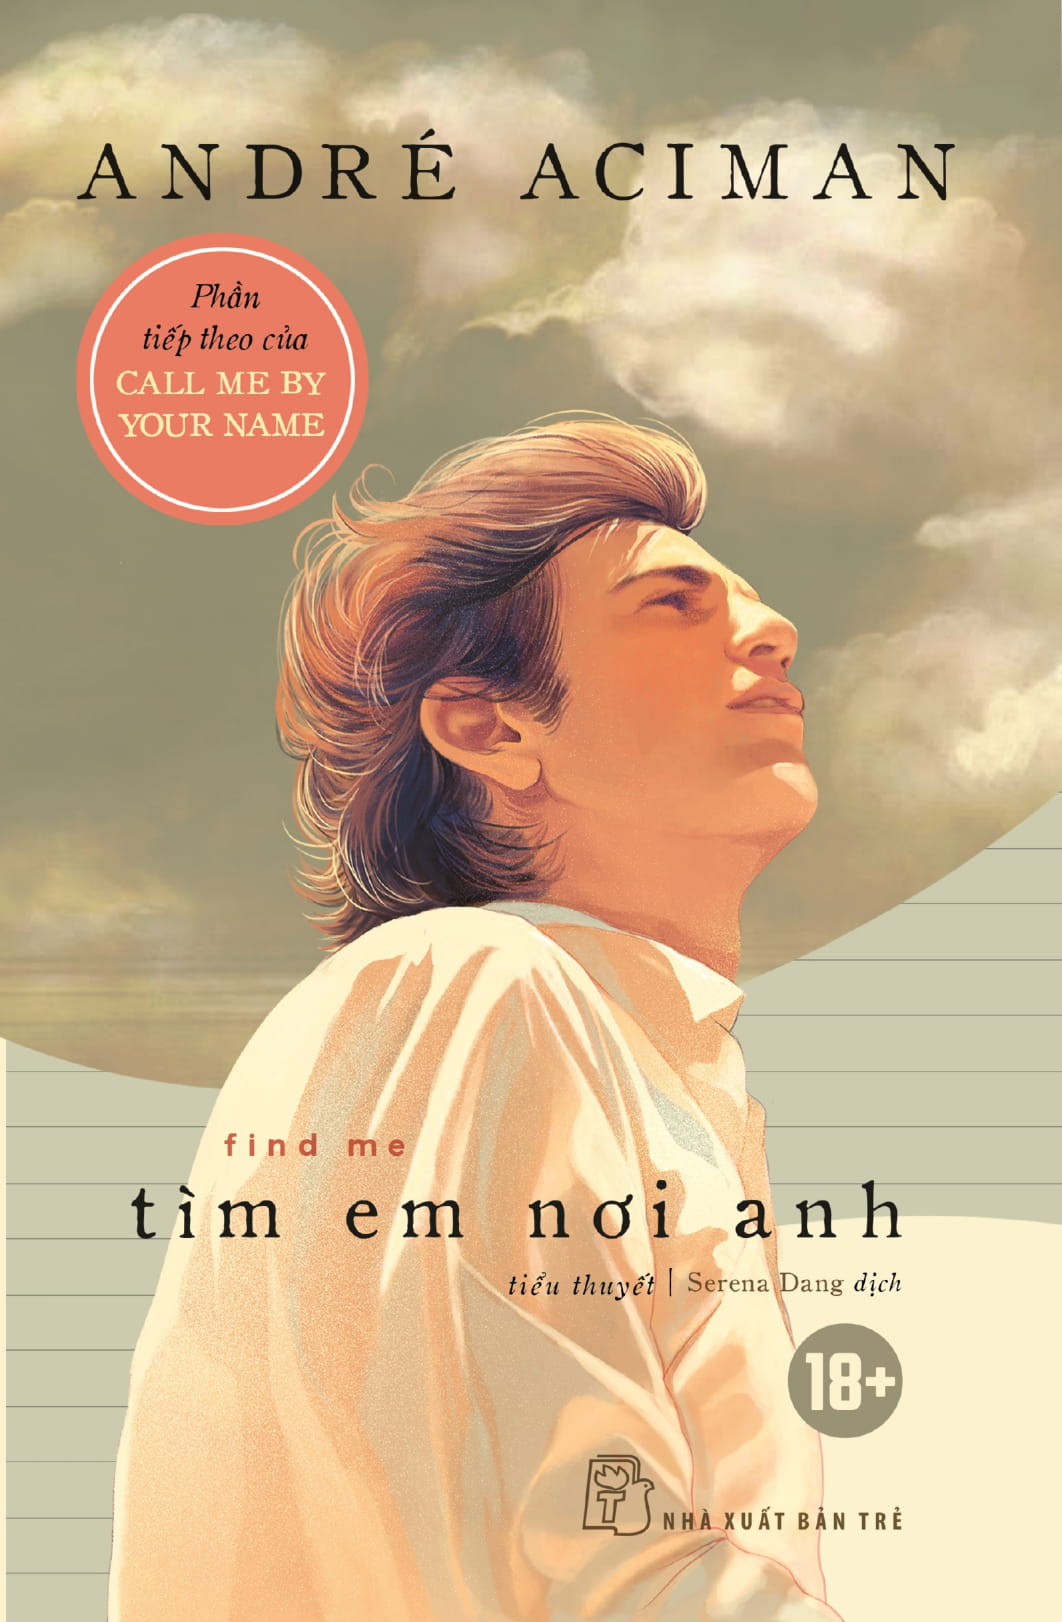 ANDRÉ ACIMAN
Phần
tiếp theo của
CALL ME BY
YOUR NAME
find me
tìm em nơi anh
tiểu thuyết | Serena Dang dịch
18+
T
NHÀ XUẤT BẢN TRẺ